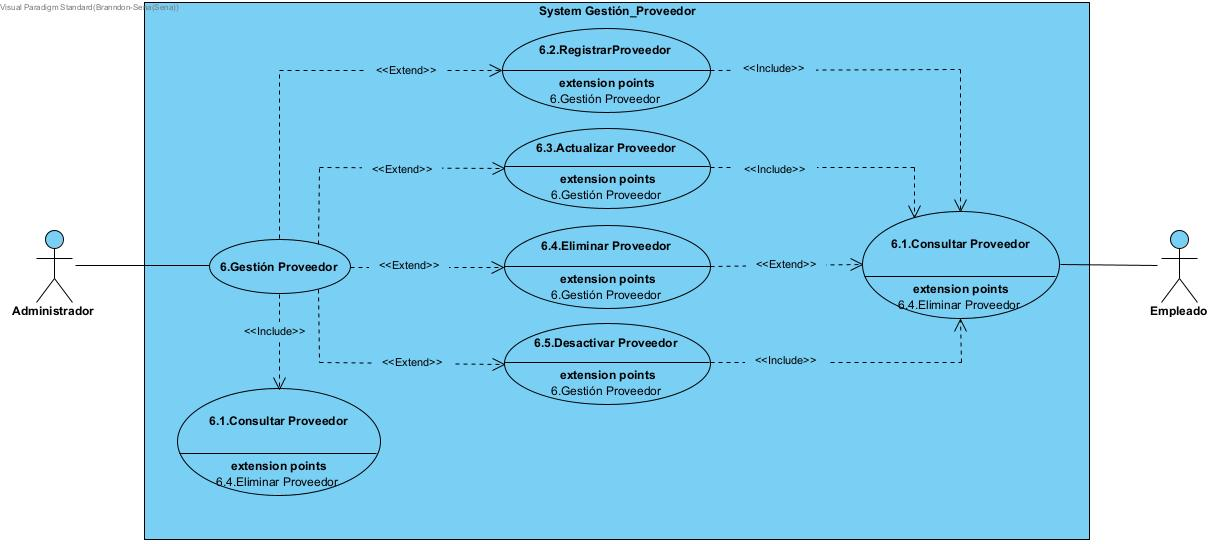 Visual Paradigm Standard(Branndon-Sena(Sena))
System Gestión_Proveedor
6.2.RegistrarProveedor
extension points
6.Gestión Proveedor
<<Extend>>
<<Include>>
6.3.Actualizar Proveedor
extension points
6.Gestión Proveedor
<<Extend>>
<<Include>>
6.Gestión Proveedor
6.4.Eliminar Proveedor
extension points
6.Gestión Proveedor
<<Extend>>
<<Extend>>
6.1.Consultar Proveedor
extension points
6.4.Eliminar Proveedor
Administrador
Empleado
<<Include>>
6.5.Desactivar Proveedor
extension points
6.Gestión Proveedor
<<Extend>>
<<Include>>
6.1.Consultar Proveedor
extension points
6.4.Eliminar Proveedor